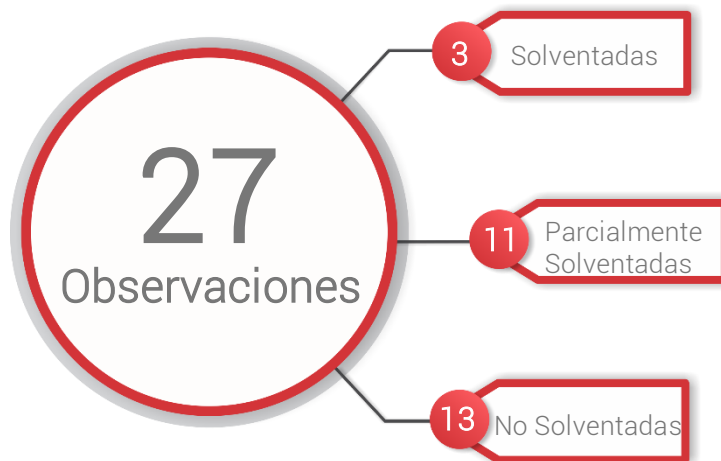 27
Observaciones
3
Solventadas
11
Parcialmente
Solventadas
13
No Solventadas